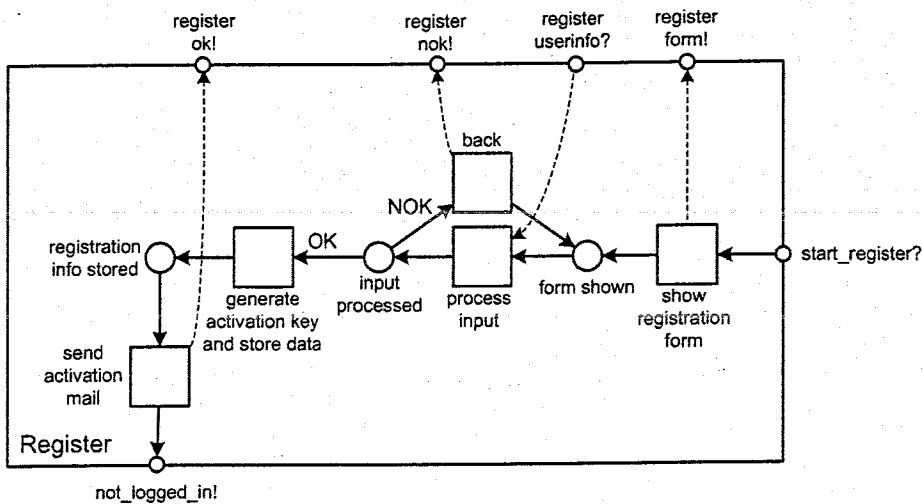 register
ok!
register
nok!
register
userinfo?
register
form!
back
NOK
OK
registration
info stored
generate
activation key
and store data
input
processed
process
input
form shown
show
registration
form
start_register?
send
activation
mail
Register
not_logged_in!